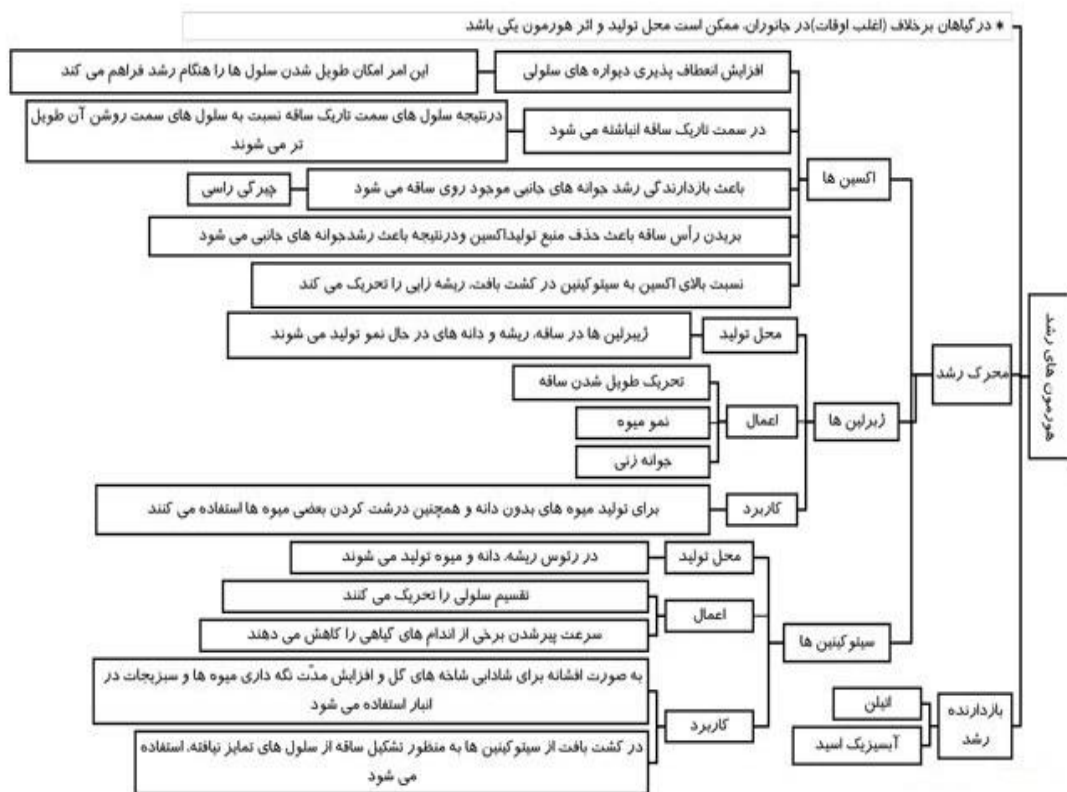 * در گیاهان برخلاف (اغلب اوقات)در جانوران، ممکن است محل تولید و اثر هورمون یکی باشد
هورمون های رشد
محرک رشد
اکسین ها
افزایش انعطاف پذیری دیواره های سلولی
این امر امکان طویل شدن سلول ها را هنگام رشد فراهم می کند
در سمت تاریک ساقه انباشته می شود
درنتیجه سلول های سمت تاریک ساقه نسبت به سلول های سمت روشن آن طویل
تر می شوند
باعث بازدارندگی رشد جوانه های جانبی موجود روی ساقه می شود
چیرگی راسی
بریدن رأس ساقه باعث حذف منبع تولیداکسین ودرنتیجه باعث رشدجوانه های جانبی می شود
نسبت بالای اکسین به سیتوکینین در کشت بافت، ریشه زایی را تحریک می کند
ژیبرلین ها
محل تولید
ژیبرلین ها در ساقه، ریشه و دانه های در حال نمو تولید می شوند
اعمال
تحریک طویل شدن ساقه
نمو میوه
جوانه زنی
کاربرد
برای تولید میوه های بدون دانه و همچنین درشت کردن بعضی میوه ها استفاده می کنند
سیتوکینین ها
محل تولید
در رئوس ریشه، دانه و میوه تولید می شوند
اعمال
تقسیم سلولی را تحریک می کنند
سرعت پیرشدن برخی از اندام های گیاهی را کاهش می دهند
کاربرد
به صورت افشانه برای شادابی شاخه های گل و افزایش مدّت نگه داری میوه ها و سبزیجات در
انبار استفاده می شود
در کشت بافت از سیتوکینین ها به منظور تشکیل ساقه از سلول های تمایز نیافته، استفاده
می شود
بازدارنده
رشد
اتیلن
آبسیزیک اسید